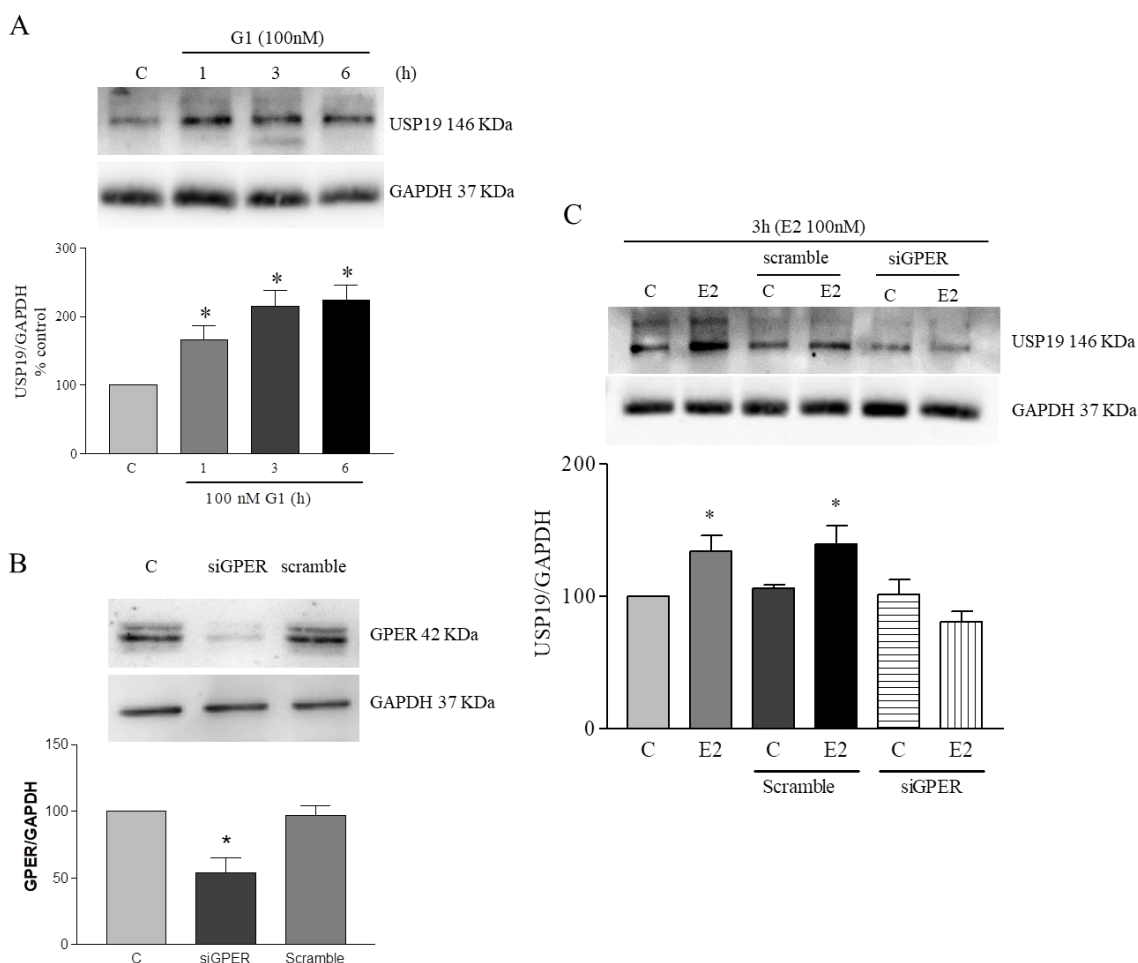 A
G1 (100nM)
C 1 3 6 (h)
USP19 146 KDa
GAPDH 37 KDa
USP19/GAPDH
% control
300
200
100
0
C 1 3 6
* * *
100 nM G1 (h)
B
C siGPER scramble
GPER 42 KDa
GAPDH 37 KDa
GPER/GAPDH
150
100
50
0
*
C siGPER Scramble
C
3h (E2 100nM)
scramble siGPER
C E2 C E2 C E2
USP19 146 KDa
GAPDH 37 KDa
USP19/GAPDH
200
100
0
* *
C E2 C E2 C E2
Scramble siGPER